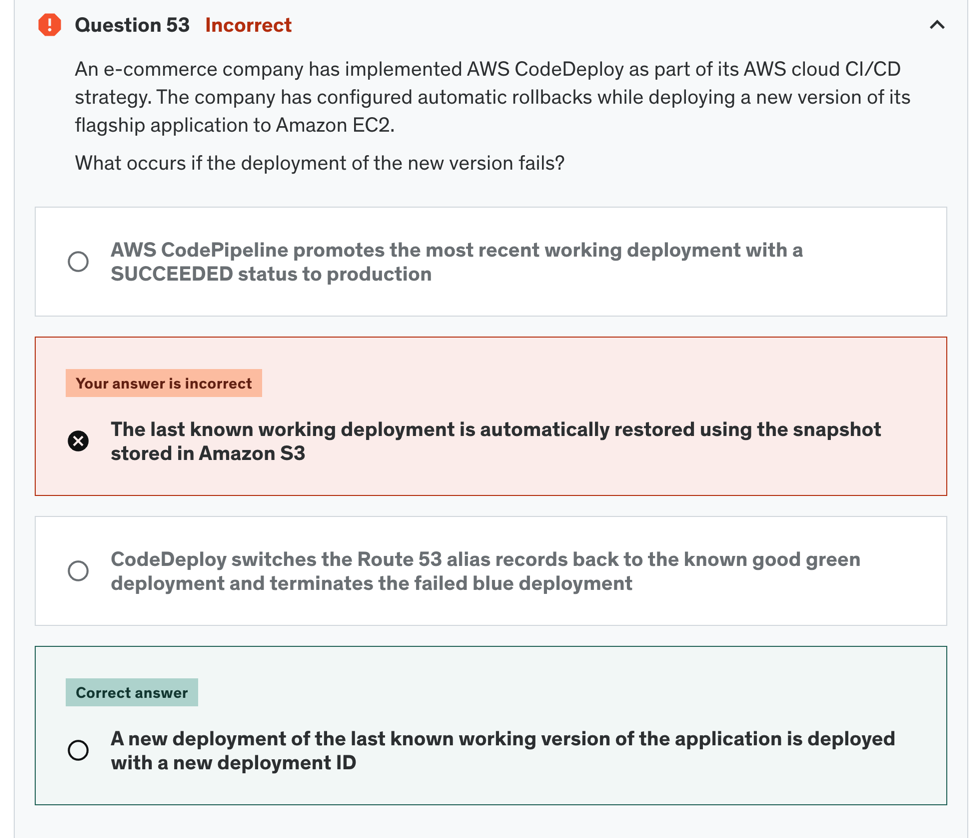 Question 53 Incorrect
An e-commerce company has implemented AWS CodeDeploy as part of its AWS cloud CI/CD
strategy. The company has configured automatic rollbacks while deploying a new version of its
flagship application to Amazon EC2.
What occurs if the deployment of the new version fails?
AWS CodePipeline promotes the most recent working deployment with a
SUCCEEDED status to production
Your answer is incorrect
The last known working deployment is automatically restored using the snapshot
stored in Amazon S3
CodeDeploy switches the Route 53 alias records back to the known good green
deployment and terminates the failed blue deployment
Correct answer
A new deployment of the last known working version of the application is deployed
with a new deployment ID